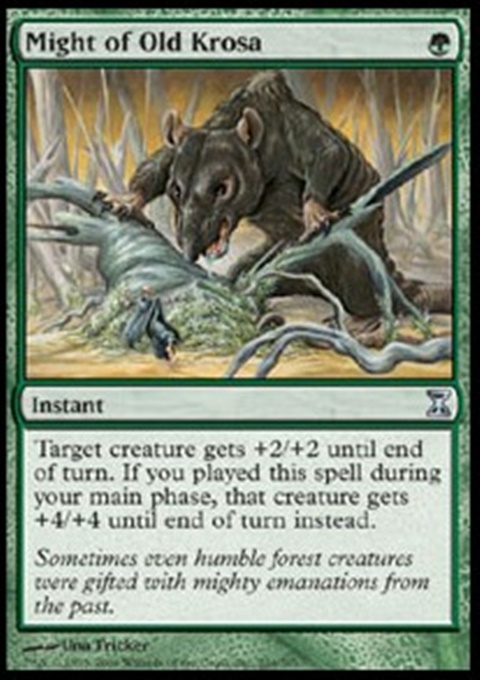 Might of Old Krosa
Instant
Target creature gets +2/+2 until end
of turn. If you played this spell during
your main phase, that creature gets
+4/+4 until end of turn instead.
Sometimes even humble forest creatures
were gifted with mighty emanations from
the past.
Una Fricker